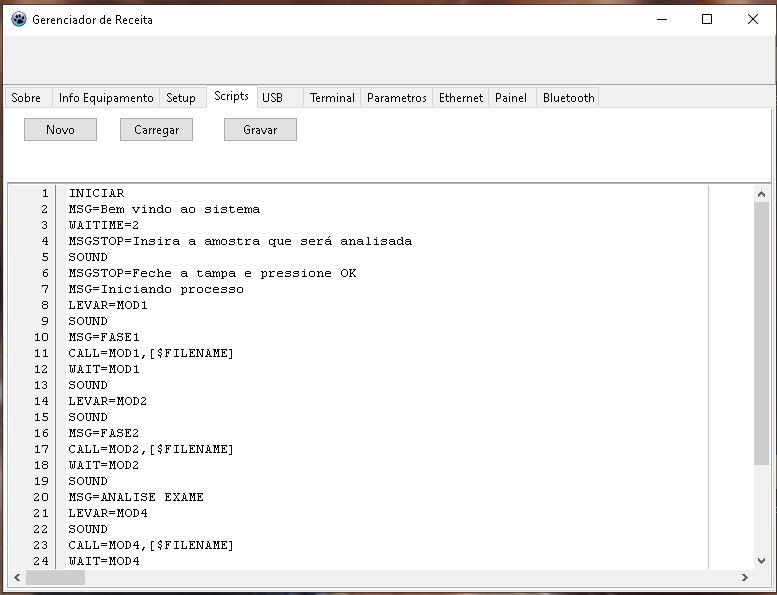 Gerenciador de Receita
Sobre Info Equipamento Setup Scripts USB Terminal Parametros Ethernet Painel Bluetooth
Novo Carregar Gravar
1 INICIAR
2 MSG=Bem vindo ao sistema
3 WAITIME=2
4 MSGSTOP=Insira a amostra que será analisada
5 SOUND
6 MSGSTOP=Feche a tampa e pressione OK
7 MSG=Iniciando processo
8 LEVAR=MOD1
9 SOUND
10 MSG=FASE1
11 CALL=MOD1,[$FILENAME]
12 WAIT=MOD1
13 SOUND
14 LEVAR=MOD2
15 SOUND
16 MSG=FASE2
17 CALL=MOD2,[$FILENAME]
18 WAIT=MOD2
19 SOUND
20 MSG=ANALISE EXAME
21 LEVAR=MOD4
22 SOUND
23 CALL=MOD4,[$FILENAME]
24 WAIT=MOD4